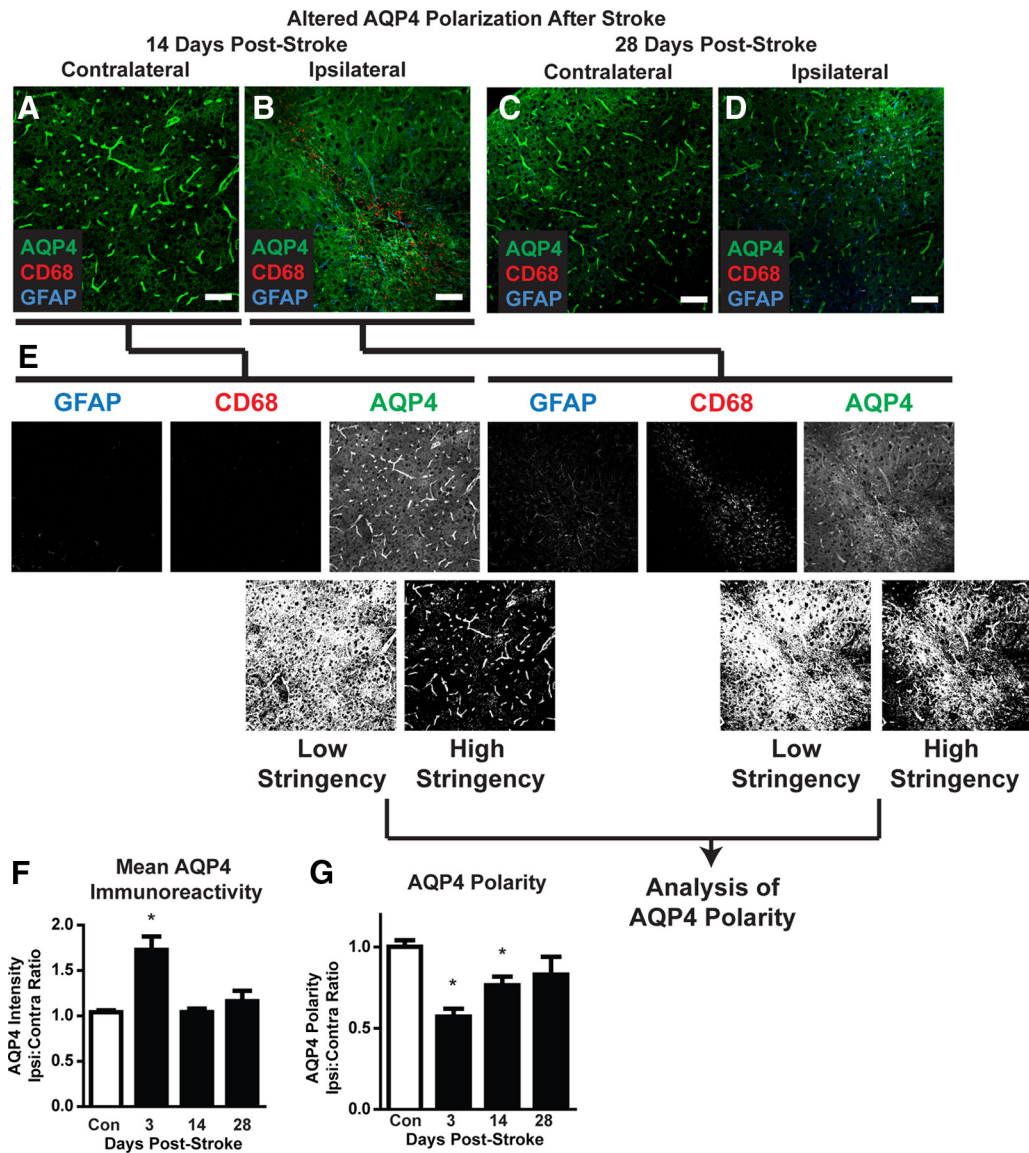 Altered AQP4 Polarization After Stroke
14 Days Post-Stroke
28 Days Post-Stroke
Contralateral
Ipsilateral
Contralateral
Ipsilateral
A
AQP4
CD68
GFAP
B
AQP4
CD68
GFAP
C
AQP4
CD68
GFAP
D
AQP4
CD68
GFAP
E
GFAP
CD68
AQP4
GFAP
CD68
AQP4
Low
Stringency
High
Stringency
Low
Stringency
High
Stringency
Analysis of
AQP4 Polarity
F
Mean AQP4
Immunoreactivity
AQP4 Intensity
Ipsi:Contra Ratio
2.0
1.5
1.0
0.5
0.0
*
Con 3 14 28
Days Post-Stroke
G
AQP4 Polarity
AQP4 Polarity
Ipsi:Contra Ratio
1.0
0.5
0.0
*
*
Con 3 14 28
Days Post-Stroke